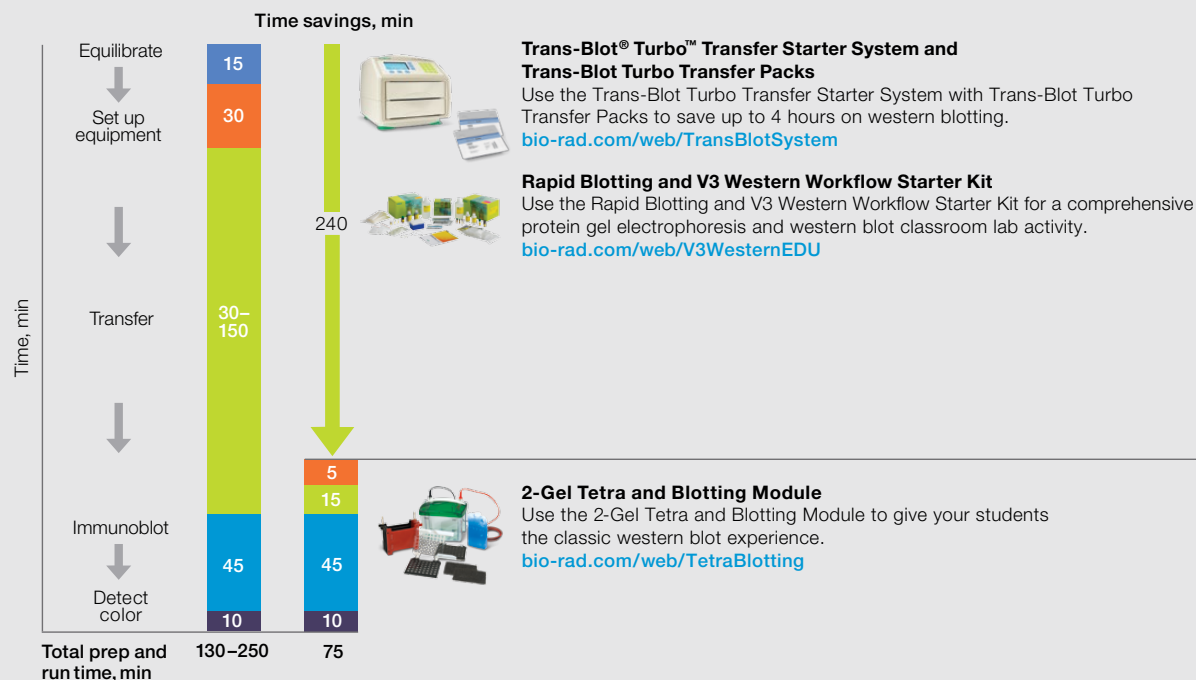 Time savings, min
Time, min
Equilibrate
Set up
equipment
Transfer
Immunoblot
Detect
color
15
30
30–
150
45
10
240
5
15
45
10
Total prep and
run time, min
130–250
75
Trans-Blot® Turbo™ Transfer Starter System and
Trans-Blot Turbo Transfer Packs
Use the Trans-Blot Turbo Transfer Starter System with Trans-Blot Turbo
Transfer Packs to save up to 4 hours on western blotting.
bio-rad.com/web/TransBlotSystem
Rapid Blotting and V3 Western Workflow Starter Kit
Use the Rapid Blotting and V3 Western Workflow Starter Kit for a comprehensive
protein gel electrophoresis and western blot classroom lab activity.
bio-rad.com/web/V3WesternEDU
2-Gel Tetra and Blotting Module
Use the 2-Gel Tetra and Blotting Module to give your students
the classic western blot experience.
bio-rad.com/web/TetraBlotting